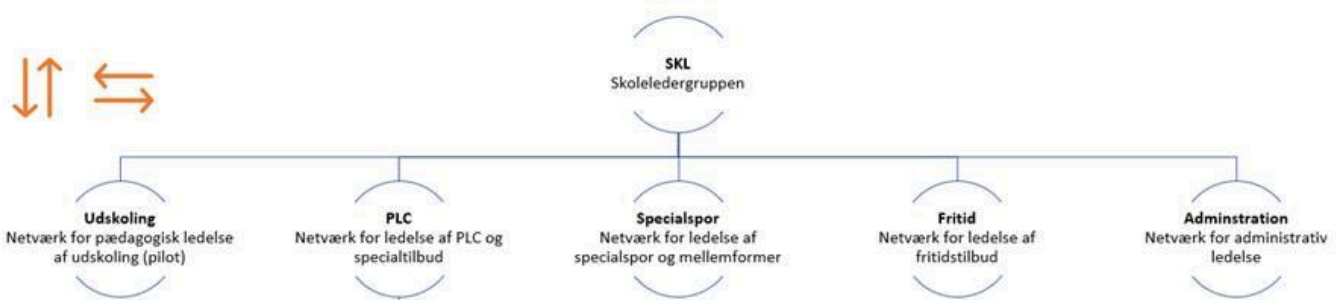 SKL
Skoleledergruppen
Udskoling
Netværk for pædagogisk ledelse
af udskoling (pilot)
PLC
Netværk for ledelse af PLC og
specialtilbud
Specialspor
Netværk for ledelse af
specialspor og mellemformer
Fritid
Netværk for ledelse af
fritidstilbud
Adminstration
Netværk for administrativ
ledelse